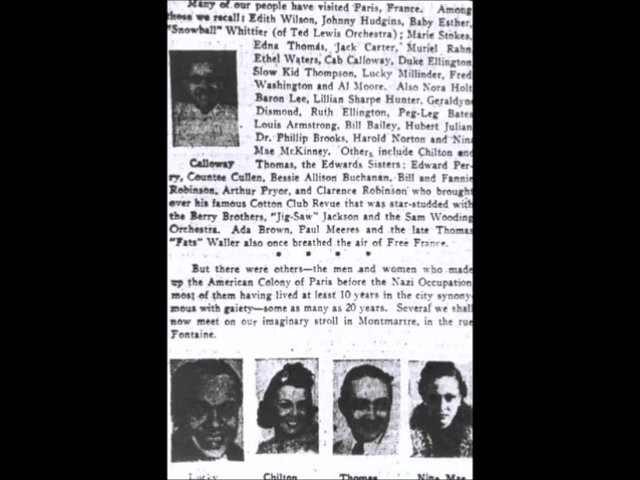 Many of our people have visited Paris, France. Among
those we recall: Edith Wilson, Johnny Hudgins, Baby Esther,
"Snowball" Whittier (of Ted Lewis Orchestra); Marie Stokes,
Edna Thomas, Jack Carter, Muriel Rahn,
Ethel Waters, Cab Calloway, Duke Ellington
Slow Kid Thompson, Lucky Millinder, Fred
Washington and Al Moore. Also Nora Holt
Baron Lee, Lillian Sharpe Hunter, Geraldyn
Dismond, Ruth Ellington, Peg-Leg Bates
Louis Armstrong, Bill Bailey, Hubert Julian
Dr. Phillip Brooks, Harold Norton and Nina
Mae McKinney. Others include Chilton and
Calloway Thomas, the Edwards Sisters; Edward Per-
ry, Countee Cullen, Bessie Allison Buchanan, Bill and Fannie
Robinson, Arthur Pryor, and Clarence Robinson who brought
over his famous Cotton Club Revue that was star-studded with
the Berry Brothers, "Jig-Saw" Jackson and the Sam Wooding
Orchestra. Ada Brown, Paul Meeres and the late Thomas
"Fats" Waller also once breathed the air of Free France.
* * * *
But there were others—the men and women who made
up the American Colony of Paris before the Nazi Occupation
most of them having lived at least 10 years in the city synony-
mous with gaiety—some as many as 20 years. Several we shall
now meet on our imaginary stroll in Montmartre, in the rue
Fontaine.
Lucky Chilton Thomas Nina Mae